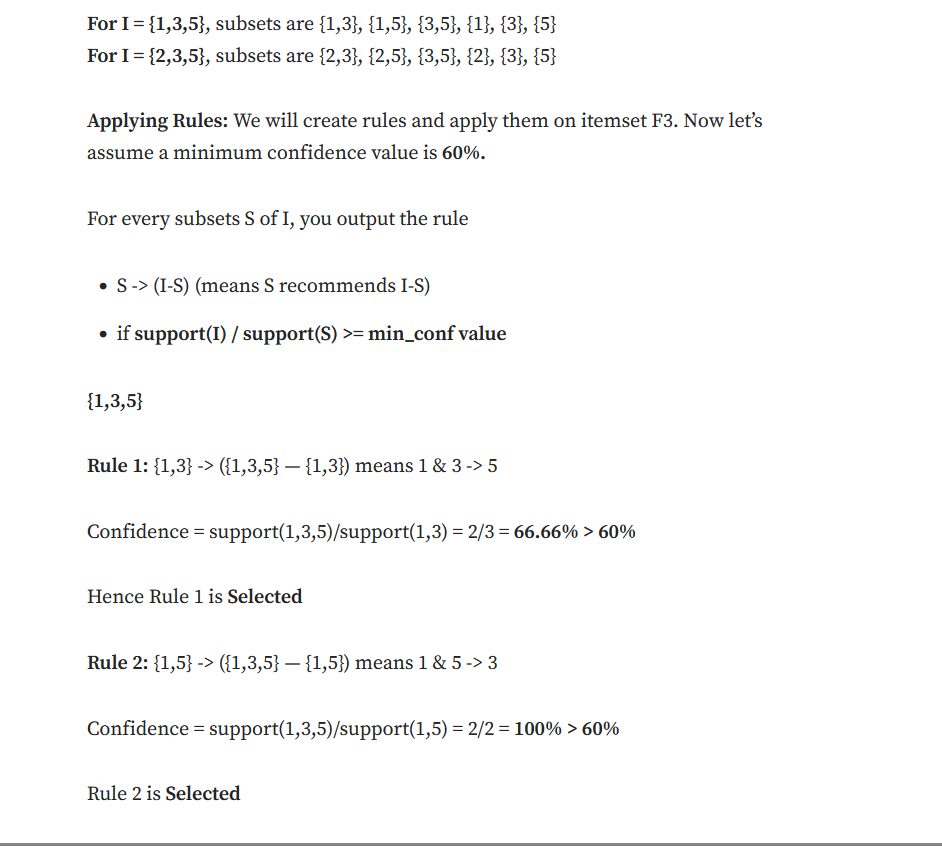 For I = {1,3,5}, subsets are {1,3}, {1,5}, {3,5}, {1}, {3}, {5}
For I = {2,3,5}, subsets are {2,3}, {2,5}, {3,5}, {2}, {3}, {5}
Applying Rules: We will create rules and apply them on itemset F3. Now let’s
assume a minimum confidence value is 60%.
For every subsets S of I, you output the rule
• S -> (I-S) (means S recommends I-S)
• if support(I) / support(S) >= min_conf value
{1,3,5}
Rule 1: {1,3} -> ({1,3,5} — {1,3}) means 1 & 3 -> 5
Confidence = support(1,3,5)/support(1,3) = 2/3 = 66.66% > 60%
Hence Rule 1 is Selected
Rule 2: {1,5} -> ({1,3,5} — {1,5}) means 1 & 5 -> 3
Confidence = support(1,3,5)/support(1,5) = 2/2 = 100% > 60%
Rule 2 is Selected